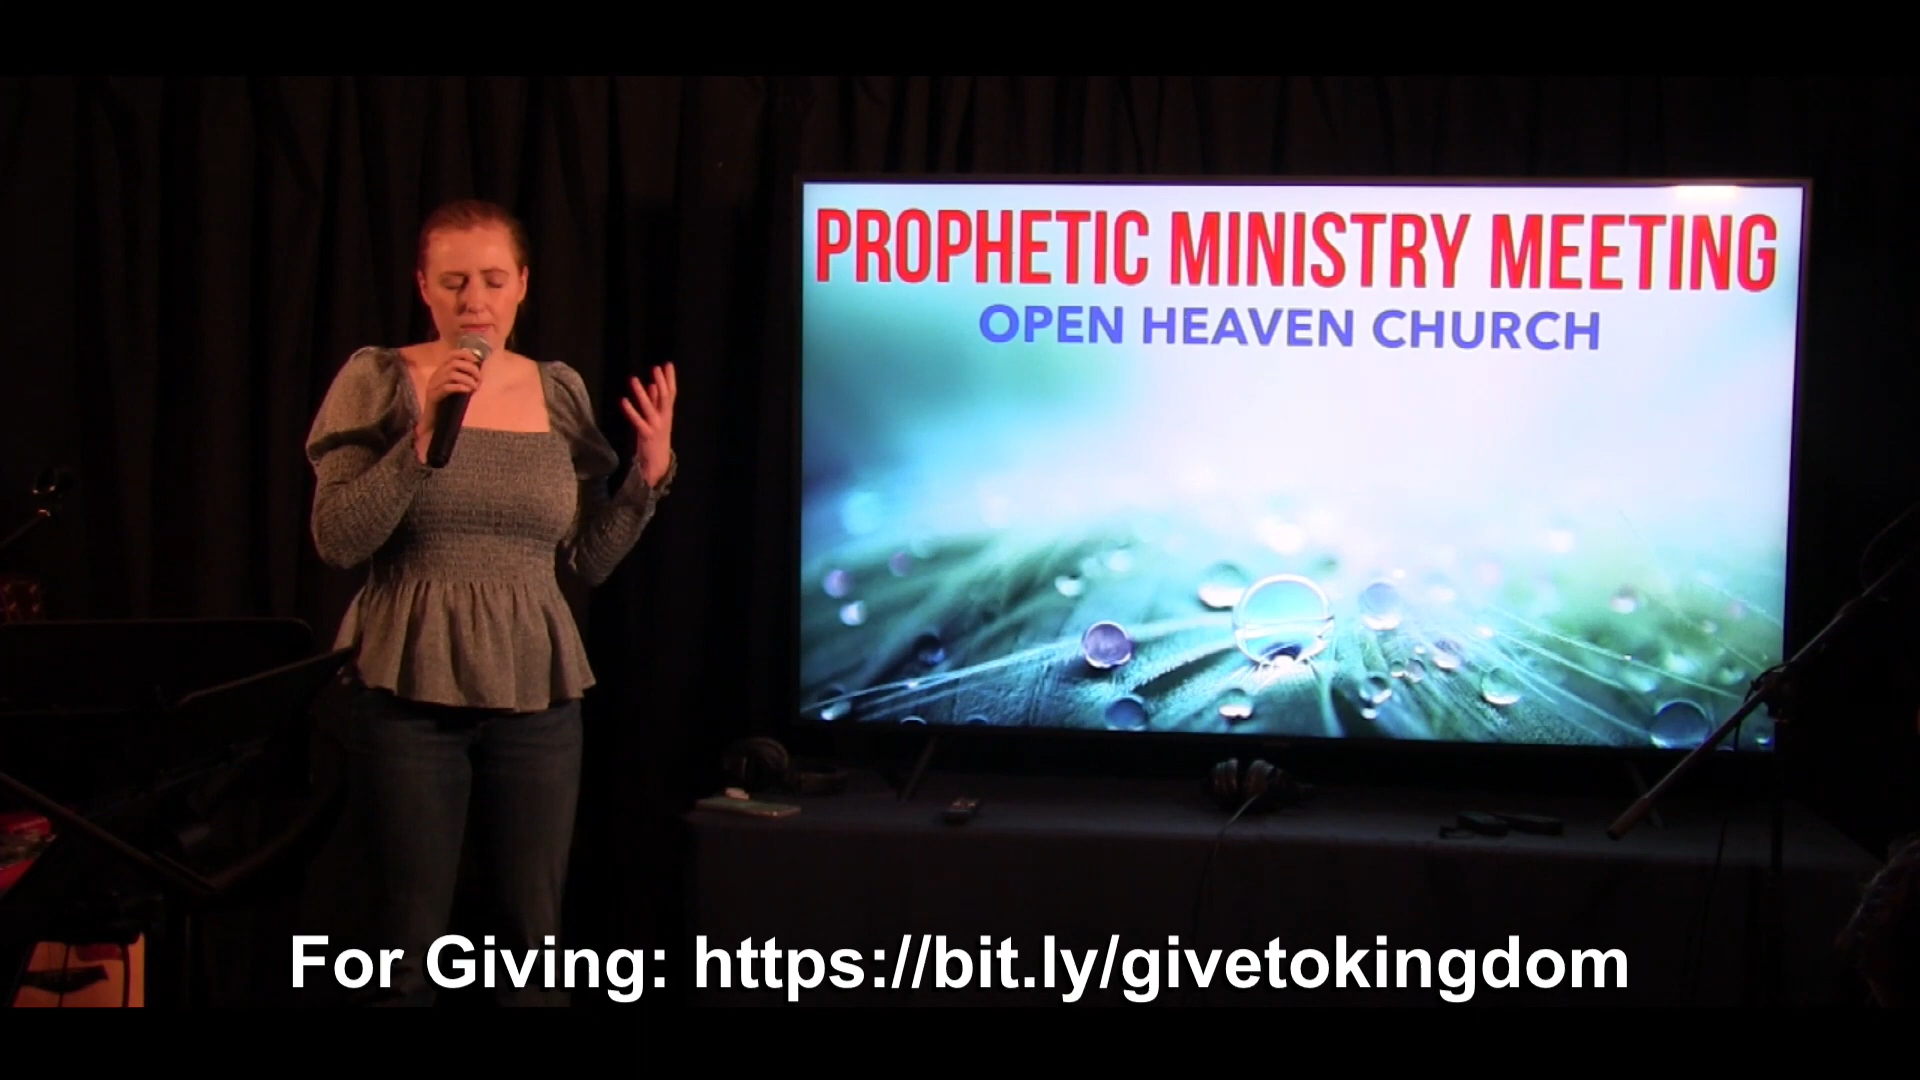 PROPHETIC MINISTRY MEETING
OPEN HEAVEN CHURCH
For Giving: https://bit.ly/givetokingdom